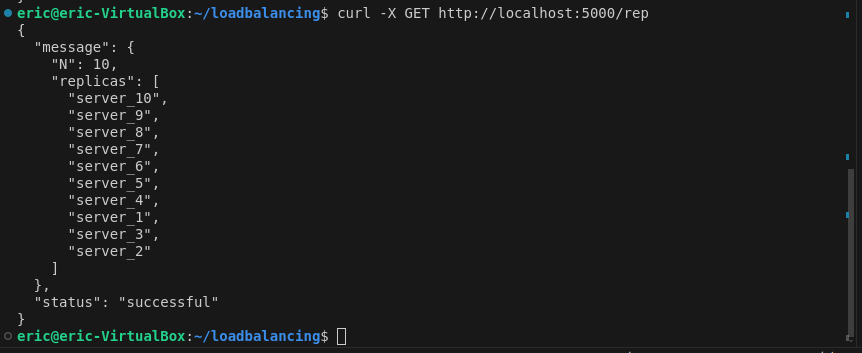 eric@eric-VirtualBox:~/loadbalancing$ curl -X GET http://localhost:5000/rep
{
  "message": {
    "N": 10,
    "replicas": [
      "server_10",
      "server_9",
      "server_8",
      "server_7",
      "server_6",
      "server_5",
      "server_4",
      "server_1",
      "server_3",
      "server_2"
    ]
  },
  "status": "successful"
}
eric@eric-VirtualBox:~/loadbalancing$